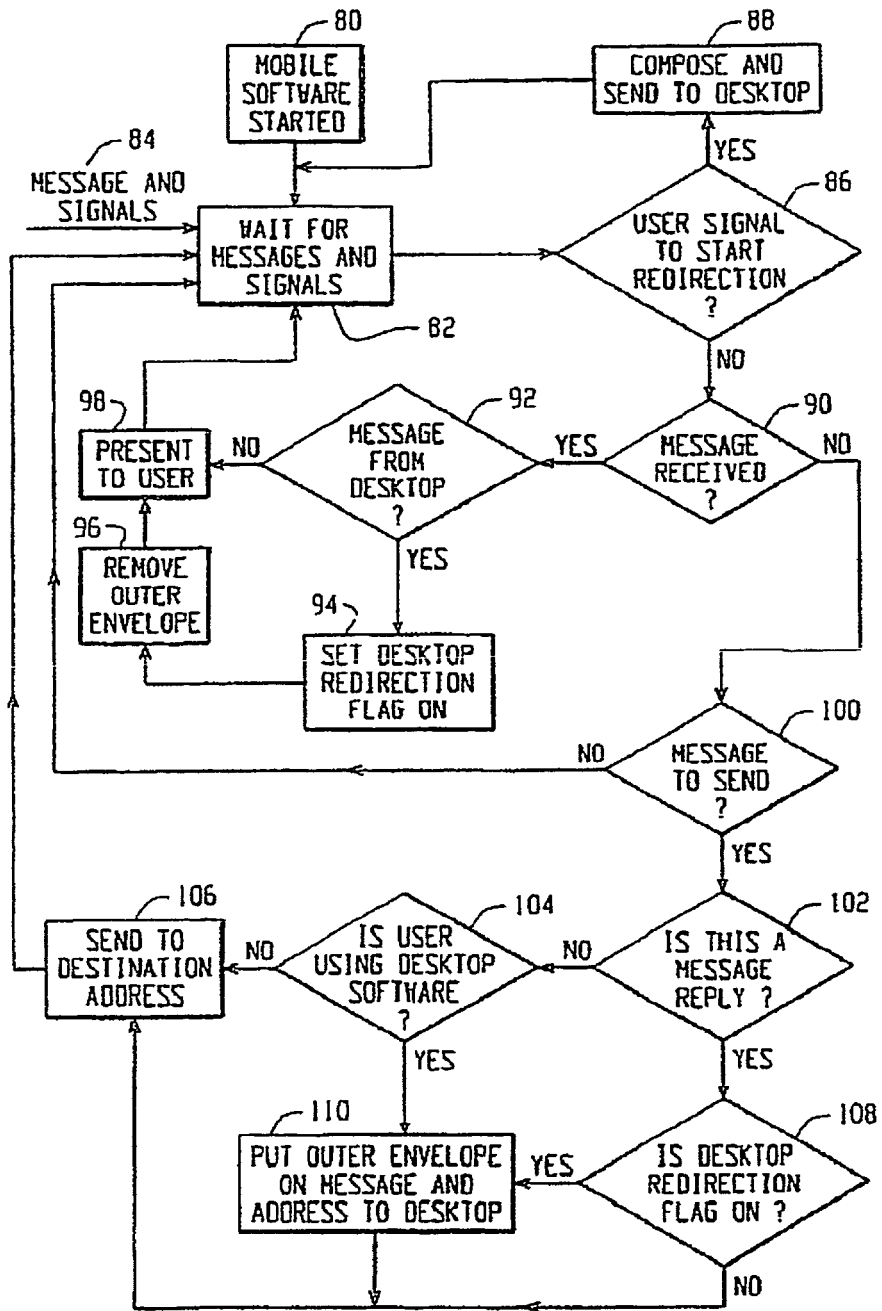 80
MOBILE
SOFTWARE
STARTED
88
COMPOSE AND
SEND TO DESKTOP
84
MESSAGE AND
SIGNALS
WAIT FOR
MESSAGES AND
SIGNALS
82
YES
86
USER SIGNAL
TO START
REDIRECTION
?
NO
90
MESSAGE
RECEIVED
?
NO
YES
92
MESSAGE
FROM
DESKTOP
?
NO
YES
98
PRESENT
TO USER
96
REMOVE
OUTER
ENVELOPE
94
SET DESKTOP
REDIRECTION
FLAG ON
100
MESSAGE
TO SEND
?
NO
YES
102
IS THIS A
MESSAGE
REPLY ?
NO
YES
104
IS USER
USING DESKTOP
SOFTWARE
?
NO
YES
106
SEND TO
DESTINATION
ADDRESS
108
IS DESKTOP
REDIRECTION
FLAG ON ?
YES
NO
110
PUT OUTER ENVELOPE
ON MESSAGE AND
ADDRESS TO DESKTOP